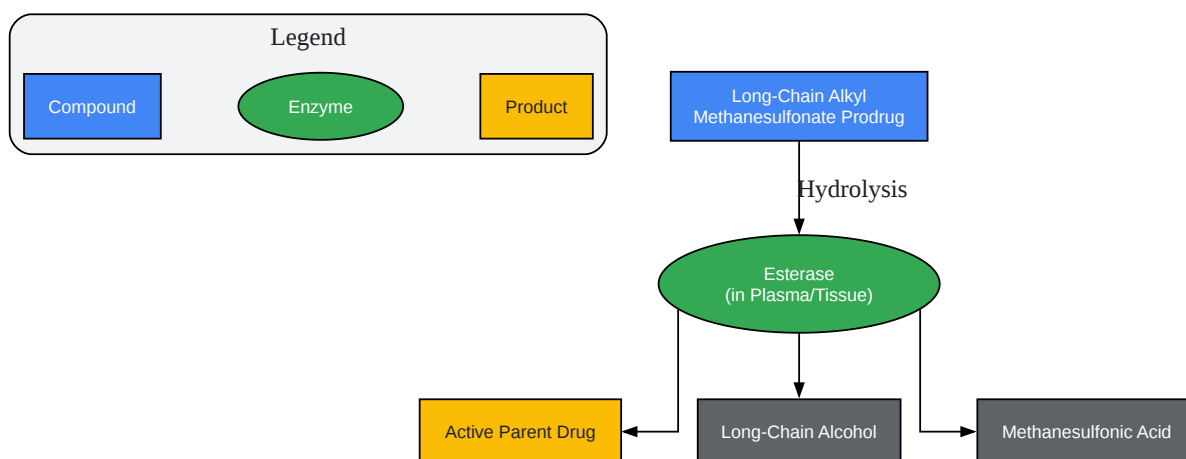 Legend
Compound
Enzyme
Product
Long-Chain Alkyl
Methanesulfonate Prodrug
Hydrolysis
Esterase
(in Plasma/Tissue)
Active Parent Drug
Long-Chain Alcohol
Methanesulfonic Acid